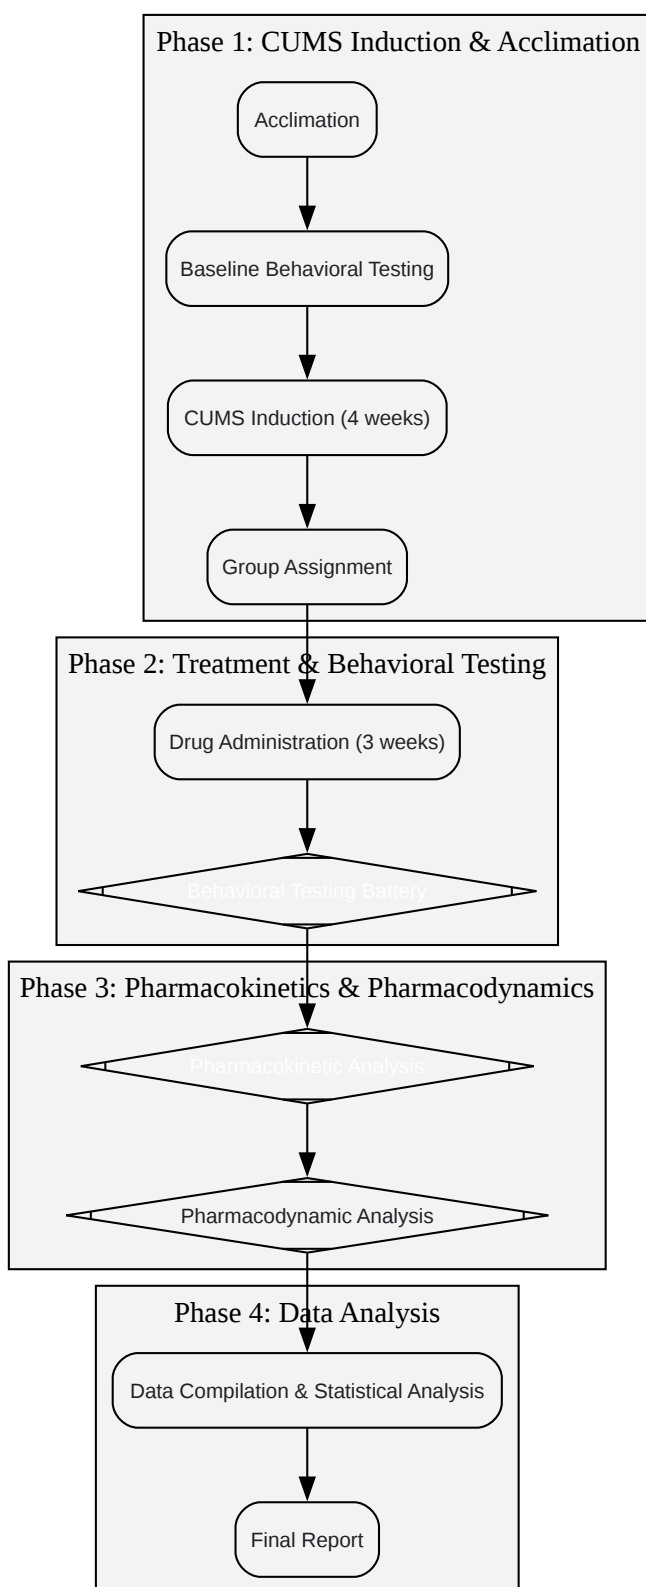 Phase 1: CUMS Induction & Acclimation
Acclimation
Baseline Behavioral Testing
CUMS Induction (4 weeks)
Group Assignment
Phase 2: Treatment & Behavioral Testing
Drug Administration (3 weeks)
Behavioral Testing Battery
Phase 3: Pharmacokinetics & Pharmacodynamics
Pharmacokinetic Analysis
Pharmacodynamic Analysis
Phase 4: Data Analysis
Data Compilation & Statistical Analysis
Final Report